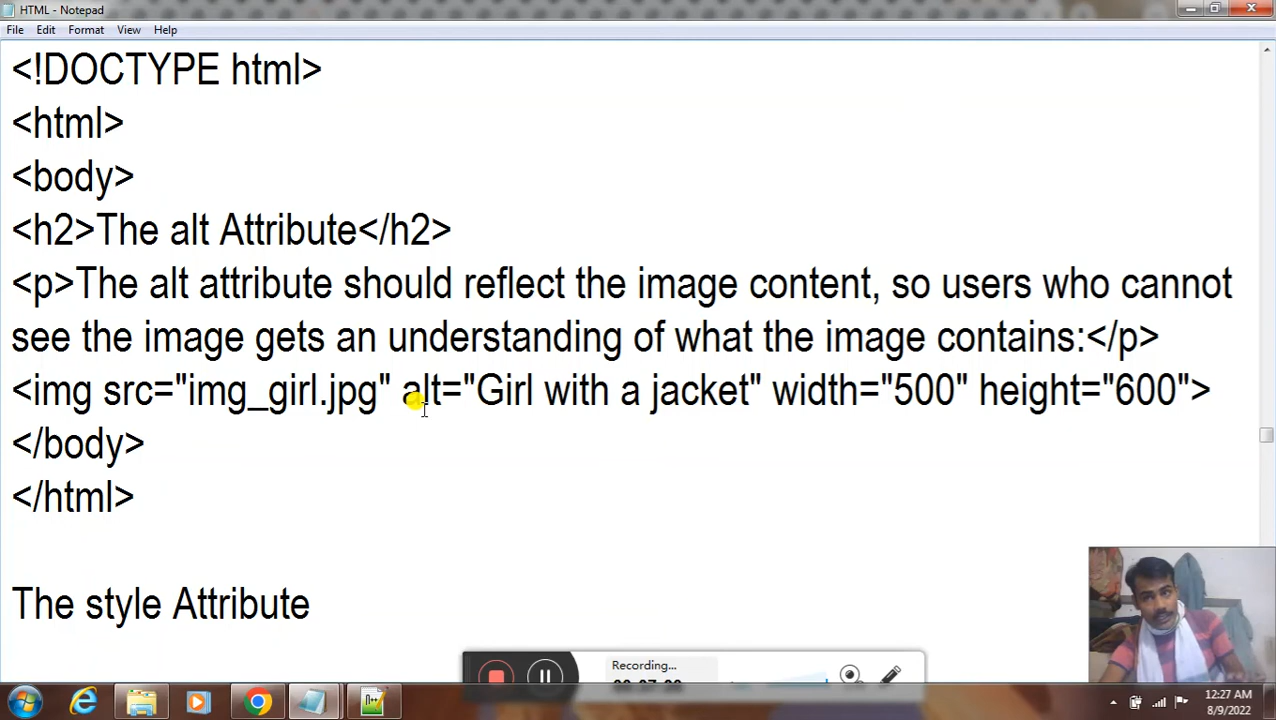 HTML - Notepad
File Edit Format View Help
<!DOCTYPE html>
<html>
<body>
<h2>The alt Attribute</h2>
<p>The alt attribute should reflect the image content, so users who cannot
see the image gets an understanding of what the image contains:</p>
<img src="img_girl.jpg" alt="Girl with a jacket" width="500" height="600">
</body>
</html>
The style Attribute
Recording...
12:27 AM
8/9/2022